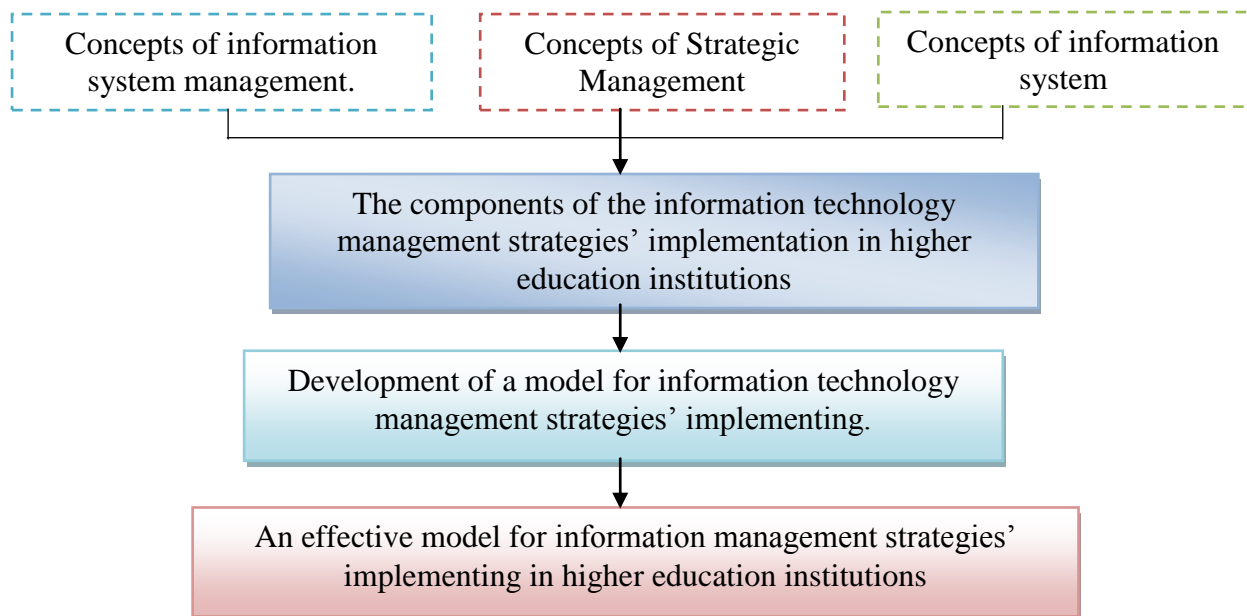 Concepts of information
system management.
Concepts of Strategic
Management
Concepts of information
system
The components of the information technology
management strategies’ implementation in higher
education institutions
Development of a model for information technology
management strategies’ implementing.
An effective model for information management strategies’
implementing in higher education institutions